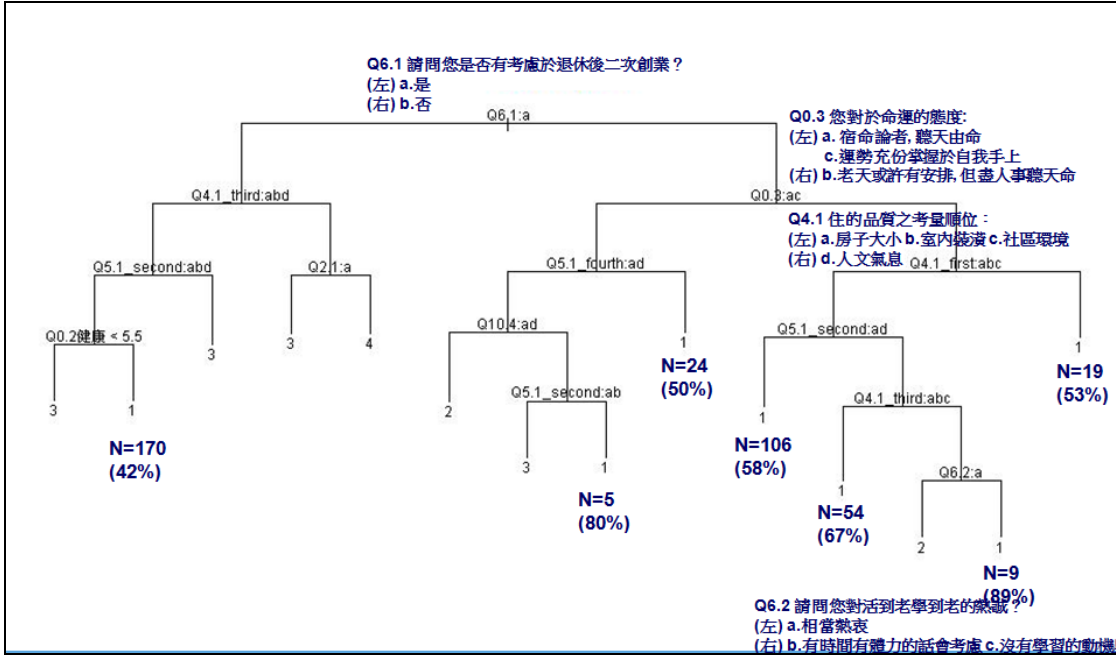 Q6.1 請問您是否有考慮於退休後二次創業？
(左) a.是
(右) b.否
Q6.1:a
Q0.3 您對於命運的態度:
(左) a. 宿命論者, 聽天由命
c.運勢充份掌握於自我手上
(右) b.老天或許有安排, 但盡人事聽天命
Q4.1_third:abd
Q0.3:ac
Q4.1 住的品質之考量順位：
(左) a.房子大小 b.室內裝潢 c.社區環境
(右) d.人文氣息
Q5.1_second:abd
Q2.1:a
Q5.1_fourth:ad
Q4.1_first:abc
Q0.2健康 < 5.5
3
3
4
Q10.4:ad
1
N=24
(50%)
Q5.1_second:ad
1
N=19
(53%)
3
1
N=170
(42%)
2
Q5.1_second:ab
1
N=106
(58%)
Q4.1_third:abc
3
1
N=5
(80%)
1
N=54
(67%)
Q6.2:a
2
1
N=9
(89%)
Q6.2 請問您對活到老學到老的熱誠？
(左) a.相當熱衷
(右) b.有時間有體力的話會考慮 c.沒有學習的動機